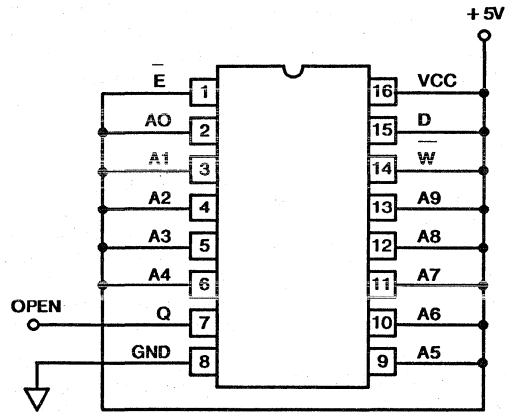 + 5V
E 1 16 VCC
AO 2 15 D
A1 3 14 W
A2 4 13 A9
A3 5 12 A8
A4 6 11 A7
OPEN Q 7 10 A6
GND 8 9 A5